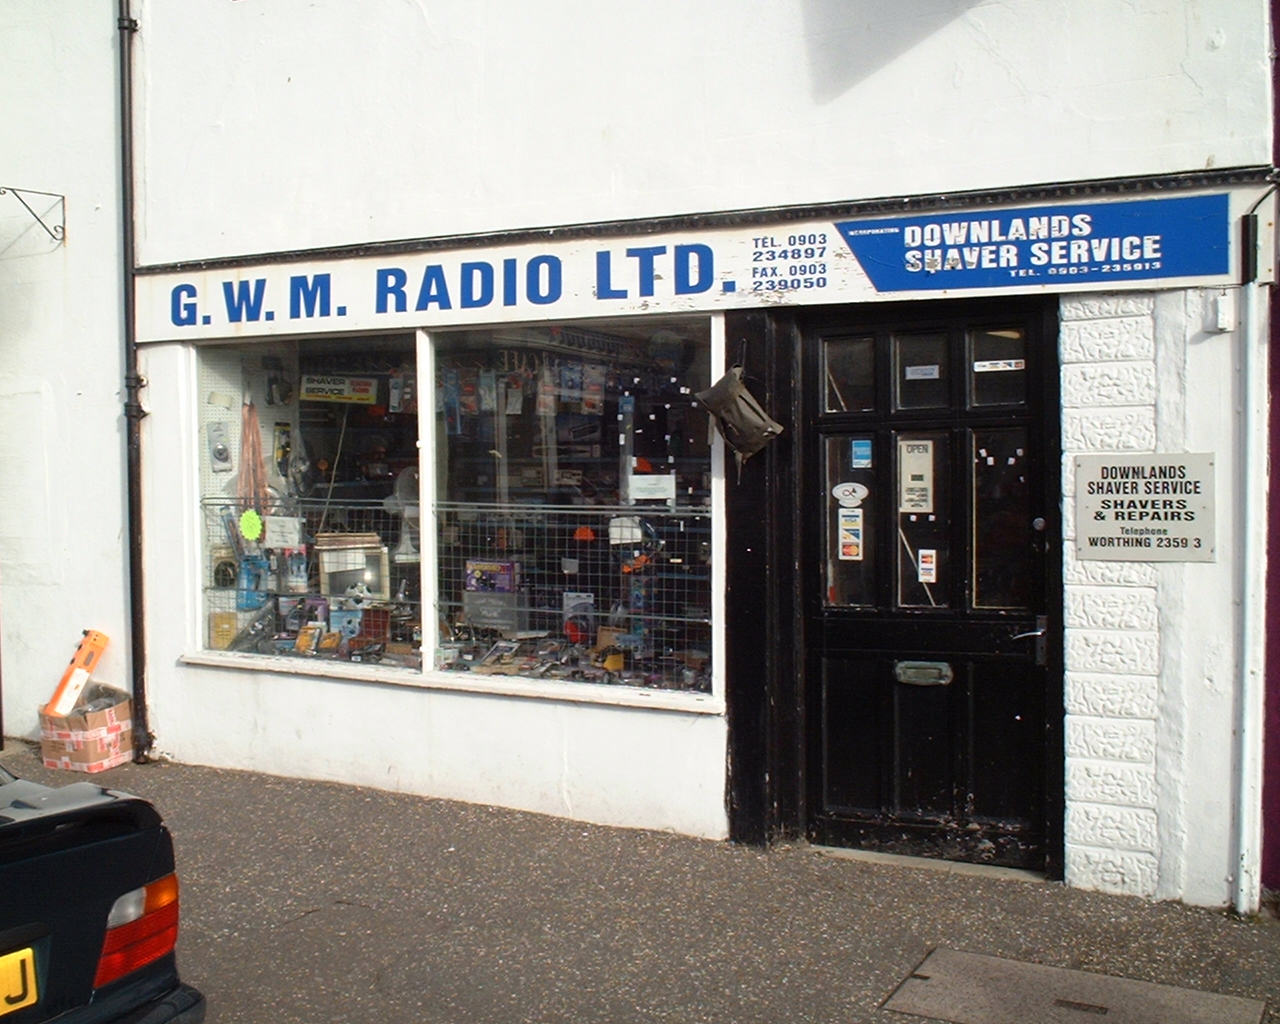 G. W. M. RADIO LTD.
TEL. 0903
234897
FAX. 0903
239050
INCORPORATING
DOWNLANDS
SHAVER SERVICE
TEL. 0903-235913
SHAVER
SERVICE
OPEN
VISA
DOWNLANDS
SHAVER SERVICE
SHAVERS
& REPAIRS
Telephone
WORTHING 2359 3
J